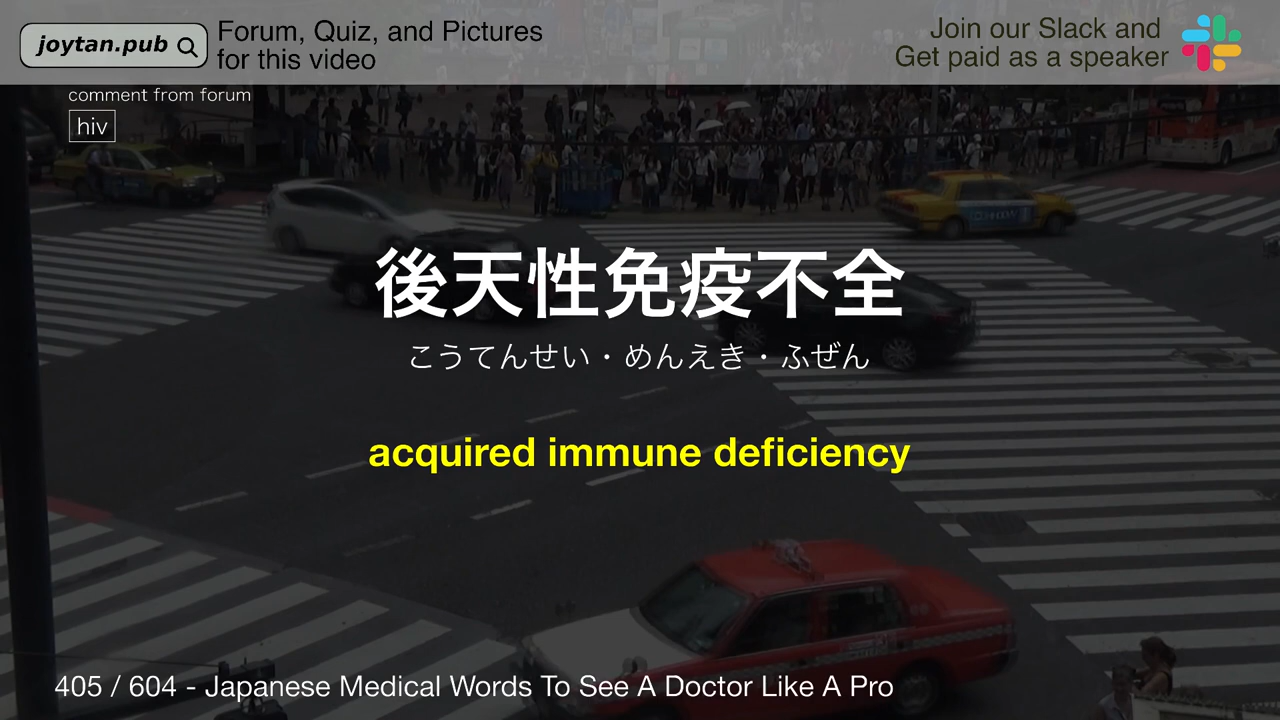 joytan.pub
Forum, Quiz, and Pictures
for this video
Join our Slack and
Get paid as a speaker
comment from forum
hiv
後天性免疫不全
こうてんせい・めんえき・ふぜん
acquired immune deficiency
405 / 604 - Japanese Medical Words To See A Doctor Like A Pro